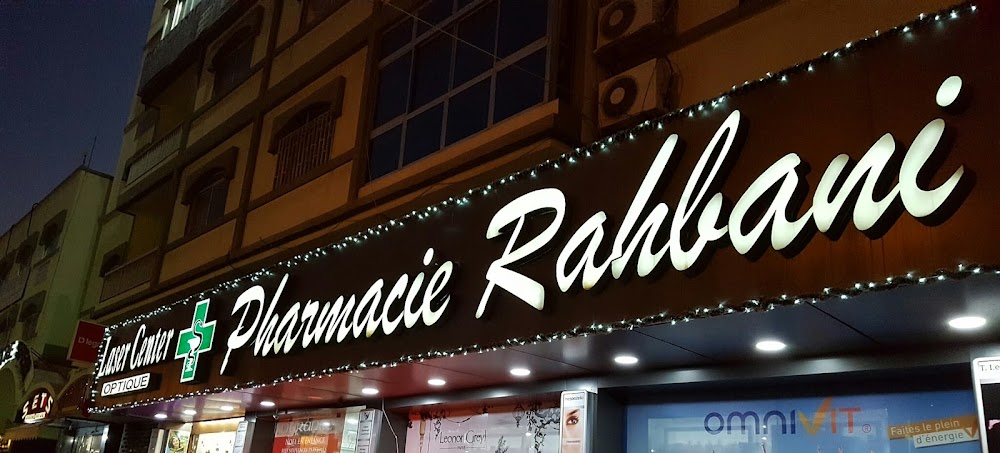 Laser Center
OPTIQUE
Pharmacie Rahbani
Leonor Greyl
OMNIVIT
Faites le plein
d'énergie